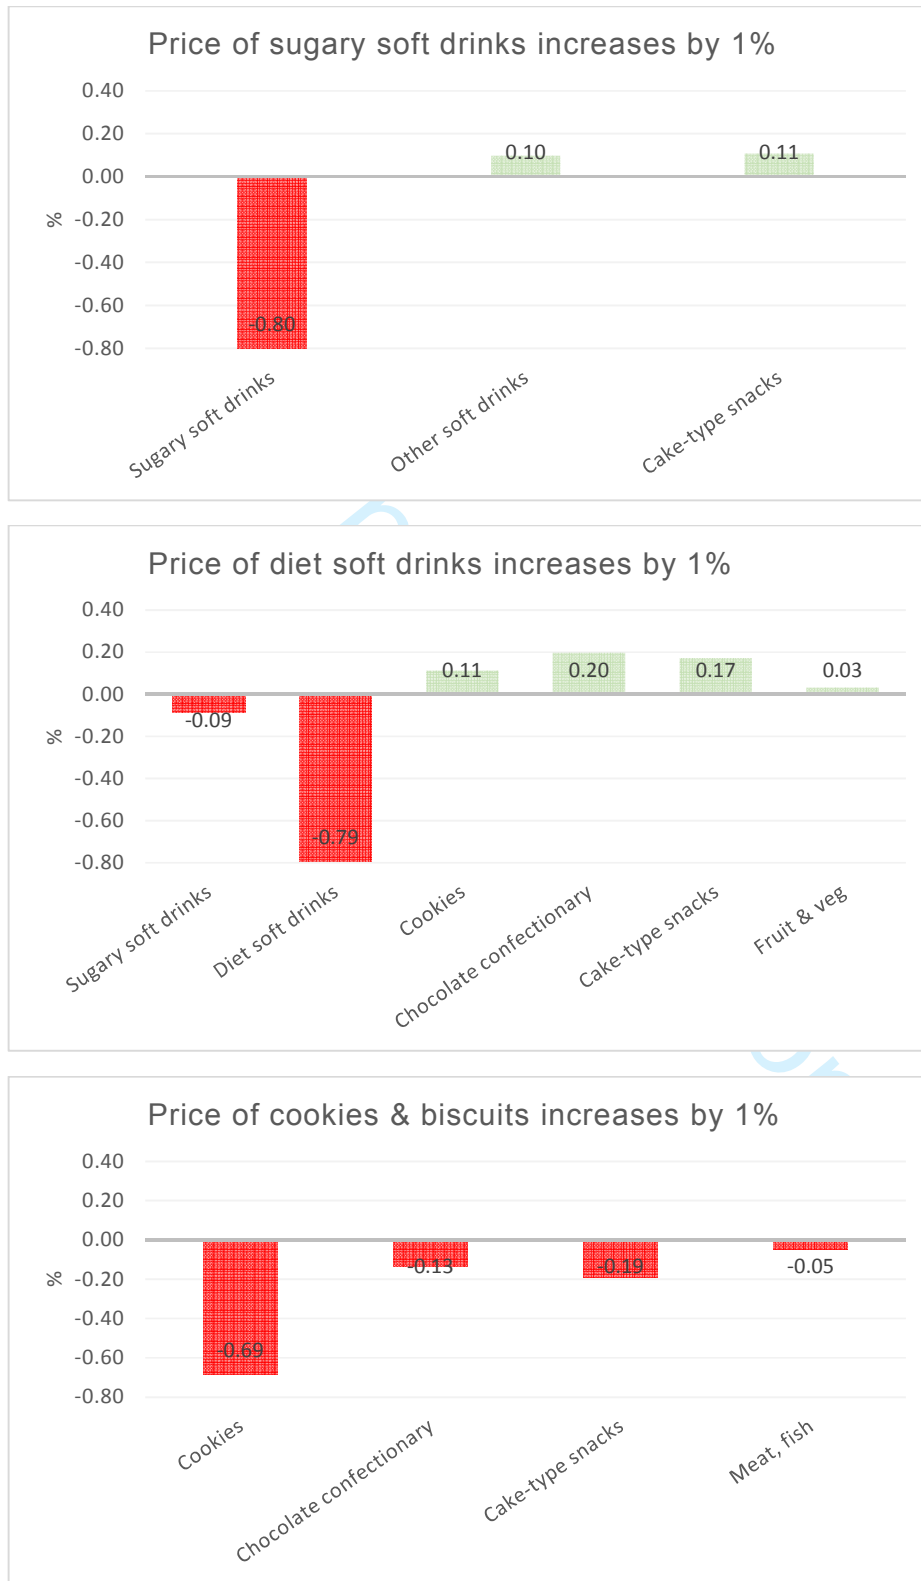 Price of sugary soft drinks increases by 1%
0.40
0.20
0.00
-0.20
-0.40
-0.60
-0.80
%
-0.80
0.10
0.11
Sugary soft drinks
Other soft drinks
Cake-type snacks
Price of diet soft drinks increases by 1%
0.40
0.20
0.00
-0.20
-0.40
-0.60
-0.80
%
-0.09
-0.79
0.11
0.20
0.17
0.03
Sugary soft drinks
Diet soft drinks
Cookies
Chocolate confectionary
Cake-type snacks
Fruit & veg
Price of cookies & biscuits increases by 1%
0.40
0.20
0.00
-0.20
-0.40
-0.60
-0.80
%
-0.69
-0.13
-0.19
-0.05
Cookies
Chocolate confectionary
Cake-type snacks
Meat, fish